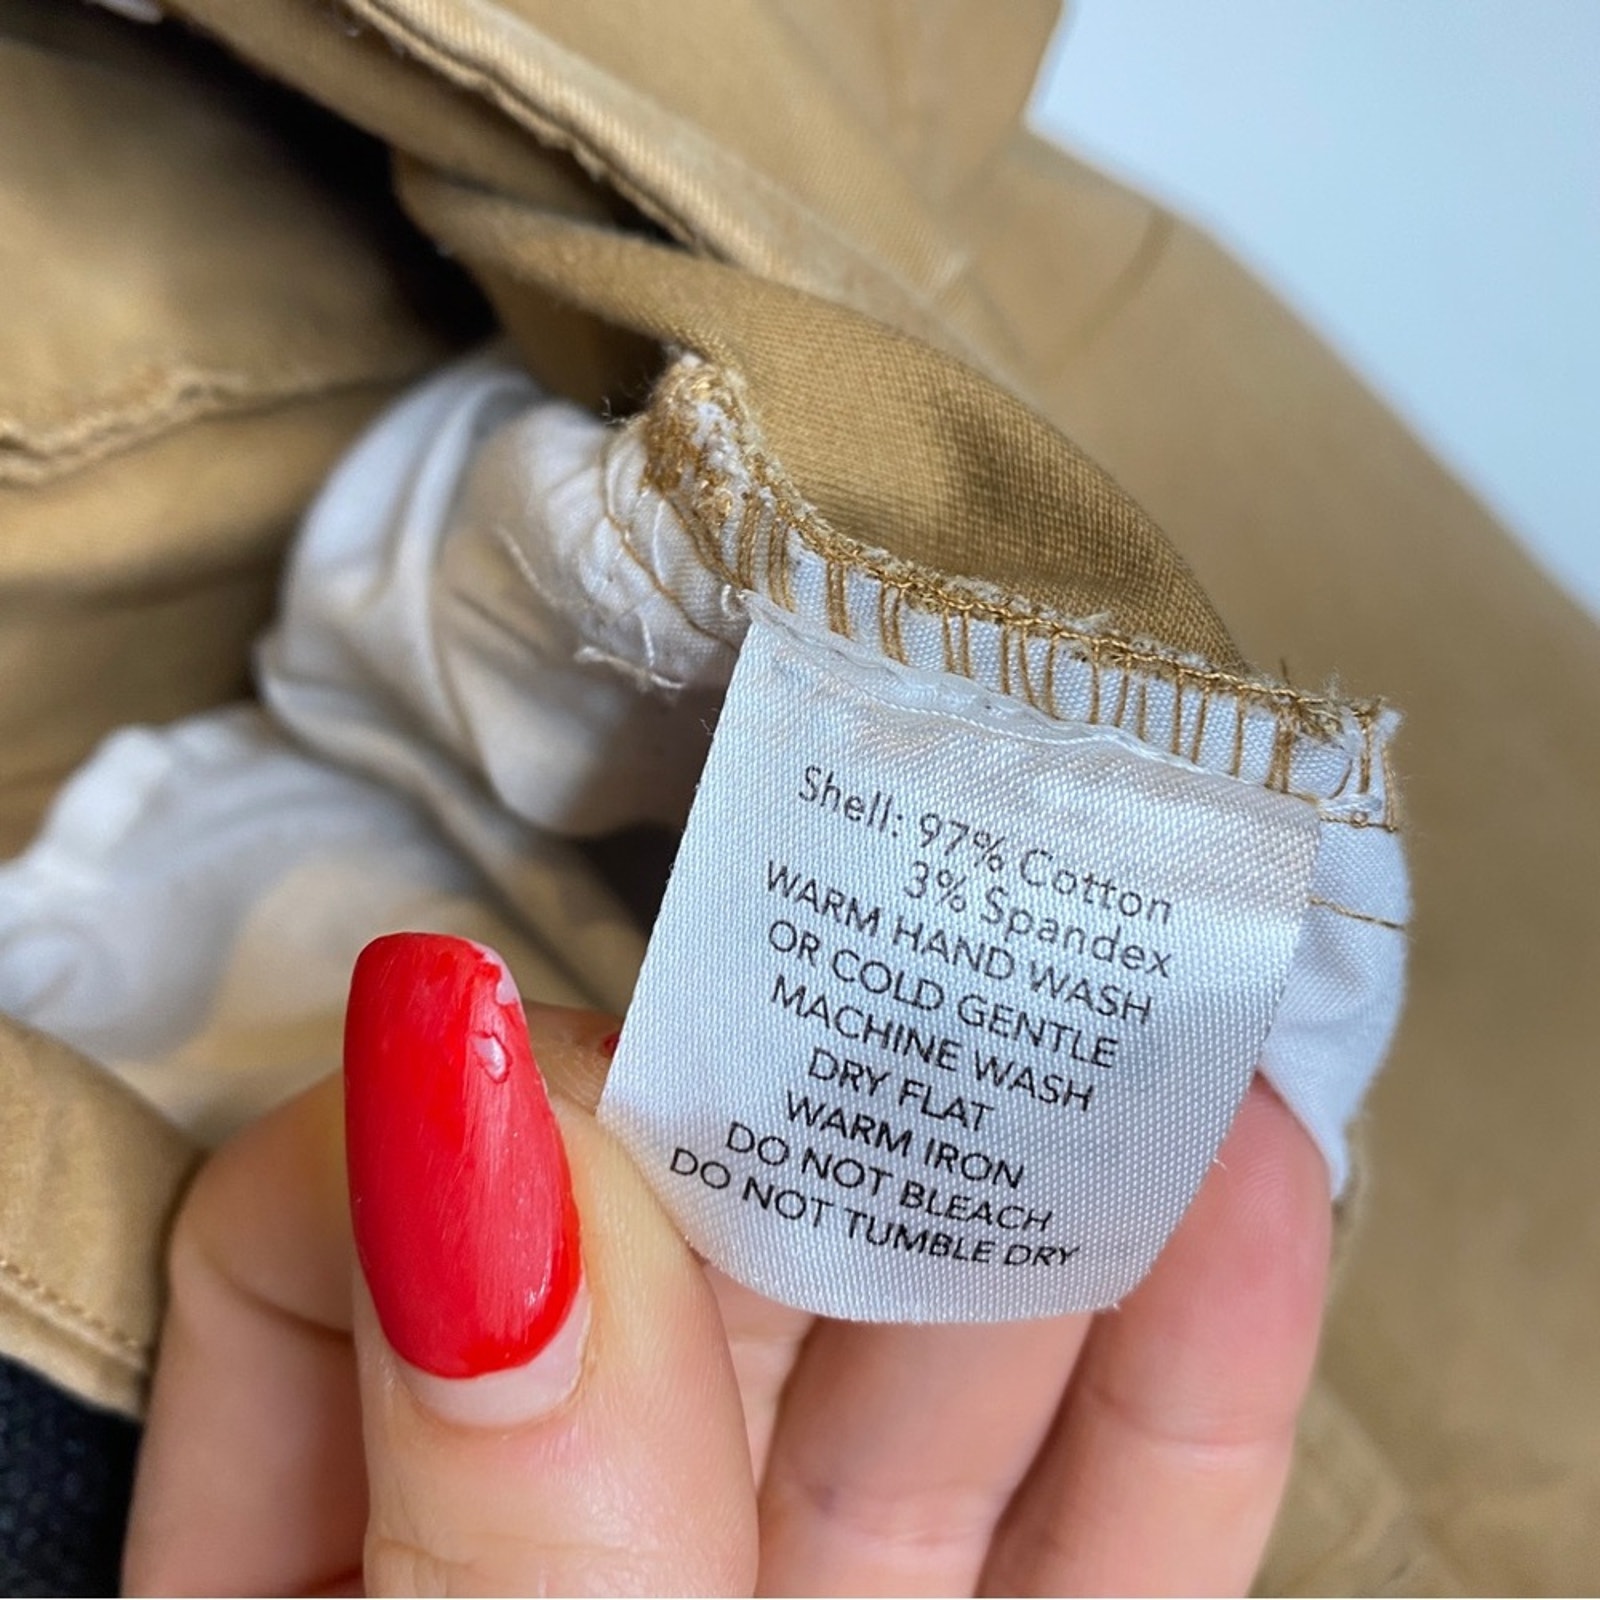 Shell: 97% Cotton
3% Spandex
WARM HAND WASH
OR COLD GENTLE
MACHINE WASH
DRY FLAT
WARM IRON
DO NOT BLEACH
DO NOT TUMBLE DRY